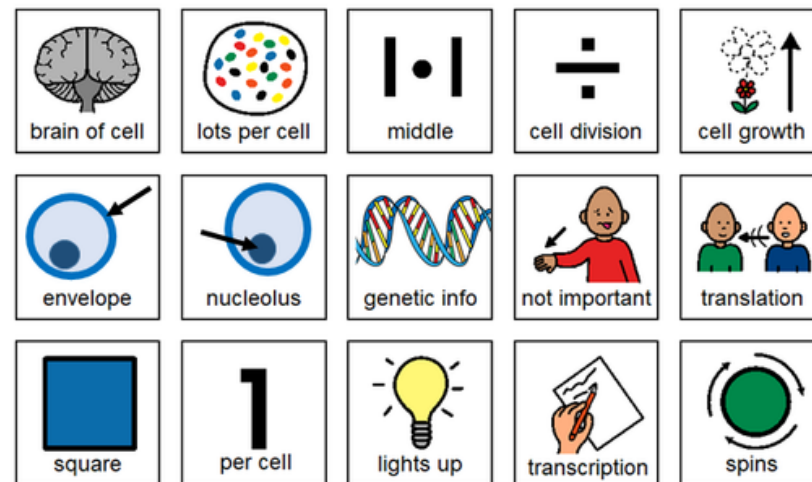 brain of cell
lots per cell
middle
cell division
cell growth
envelope
nucleolus
genetic info
not important
translation
square
1
per cell
lights up
transcription
spins